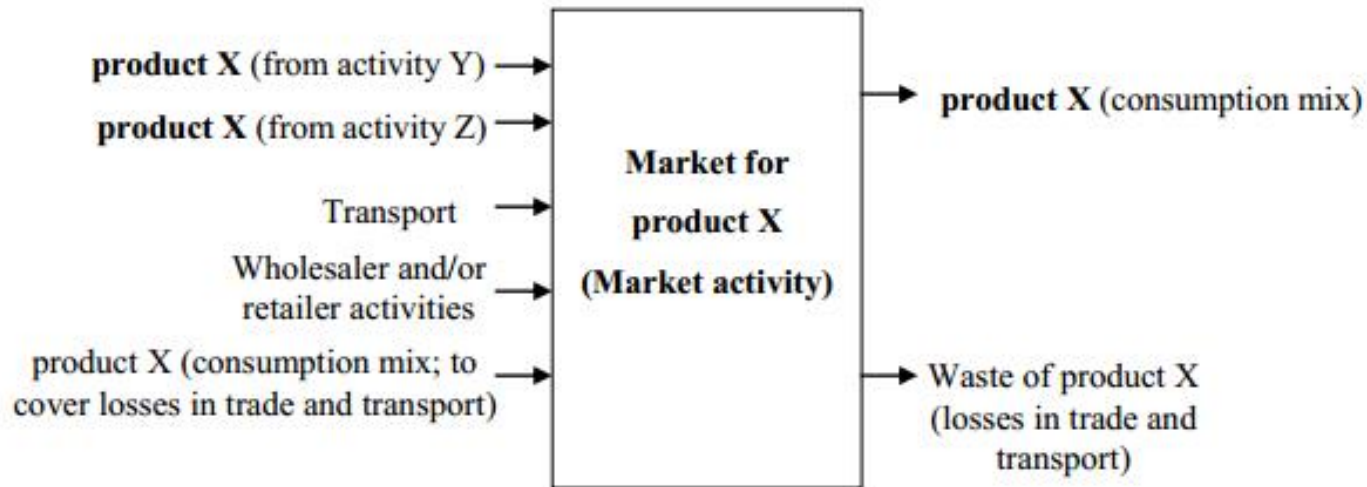 product X (from activity Y)
product X (from activity Z)
Transport
Wholesaler and/or
retailer activities
product X (consumption mix; to
cover losses in trade and transport)
Market for
product X
(Market activity)
product X (consumption mix)
Waste of product X
(losses in trade and
transport)